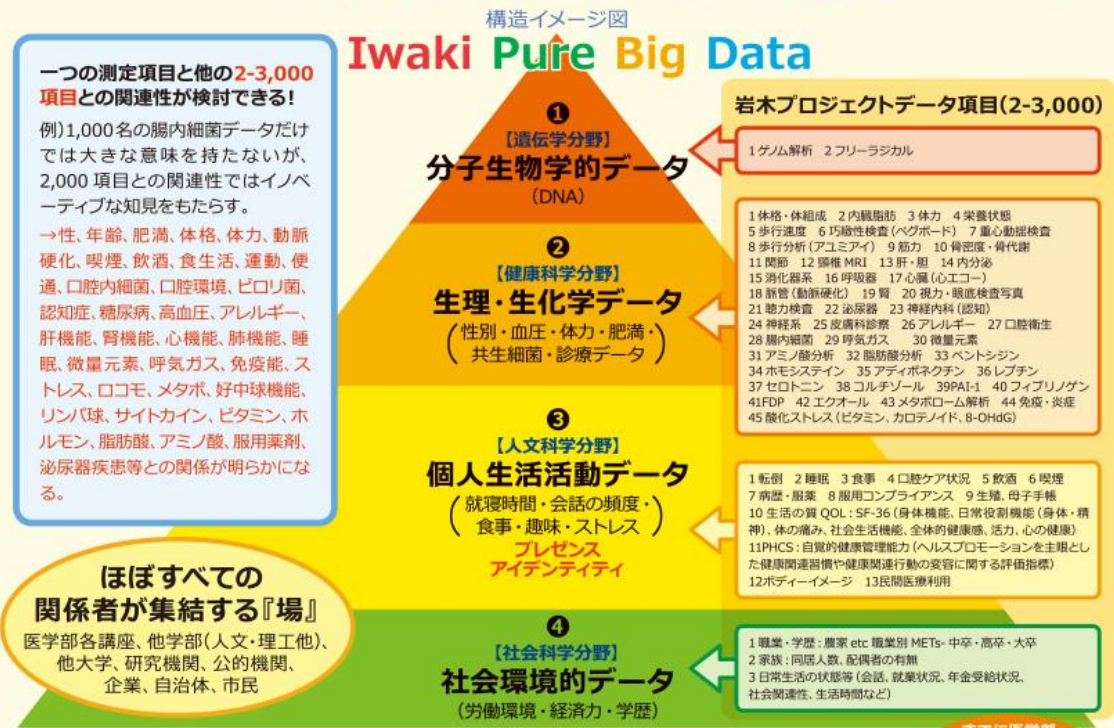 構造イメージ図
Iwaki Pure Big Data
一つの測定項目と他の2-3,000
項目との関連性が検討できる!
例)1,000名の腸内細菌データだけ
では大きな意味を持たないが、
2,000項目との関連性ではイノベ
ーティブな知見をもたらす。
→性、年齢、肥満、体格、体力、動脈
硬化、喫煙、飲酒、食生活、運動、便
通、口腔内細菌、口腔環境、ピロリ菌、
認知症、糖尿病、高血圧、アレルギー、
肝機能、腎機能、心機能、肺機能、睡
眠、微量元素、呼気ガス、免疫能、ス
トレス、ロコモ、メタボ、好中球機能、
リンパ球、サイトカイン、ビタミン、ホ
ルモン、脂肪酸、アミノ酸、服用薬剤、
泌尿器疾患等との関係が明らかにな
る。
ほぼすべての
関係者が集結する『場』
医学部各講座、他学部(人文・理工他)、
他大学、研究機関、公的機関、
企業、自治体、市民
❶
【遺伝学分野】
分子生物学的データ
(DNA)
❷
【健康科学分野】
生理・生化学データ
(性別・血圧・体力・肥満・
共生細菌・診療データ)
❸
【人文科学分野】
個人生活活動データ
(就寝時間・会話の頻度・
食事・趣味・ストレス)
プレゼンス
アイデンティティ
❹
【社会科学分野】
社会環境的データ
(労働環境・経済力・学歴)
岩木プロジェクトデータ項目(2-3,000)
1ゲノム解析 2フリーラジカル
1体格・体組成 2内臓脂肪 3体力 4栄養状態
5歩行速度 6巧緻性検査(ペグボード) 7重心動揺検査
8歩行分析(アユミアイ) 9筋力 10骨密度・骨代謝
11関節 12頸椎MRI 13肝・胆 14内分泌
15消化器系 16呼吸器 17心臓(心エコー)
18脈管(動脈硬化) 19腎 20視力・眼底検査写真
21聴力検査 22泌尿器 23神経内科(認知)
24神経系 25皮膚科診察 26アレルギー 27口腔衛生
28腸内細菌 29呼気ガス 30微量元素
31アミノ酸分析 32脂肪酸分析 33ペントシジン
34ホモシステイン 35アディポネクチン 36レプチン
37セロトニン 38コルチゾール 39PAI-1 40フィブリノゲン
41FDP 42エクオール 43メタボローム解析 44免疫・炎症
45酸化ストレス(ビタミン、カロテノイド、8-OHdG)
1転倒 2睡眠 3食事 4口腔ケア状況 5飲酒 6喫煙
7病歴・服薬 8服用コンプライアンス 9生殖、母子手帳
10生活の質QOL:SF-36(身体機能、日常役割機能(身体・精
神)、体の痛み、社会生活機能、全体的健康感、活力、心の健康)
11PHCS:自覚的健康管理能力(ヘルスプロモーションを主眼とし
た健康関連習慣や健康関連行動の変容に関する評価指標)
12ボディーイメージ 13民間医療利用
1職業・学歴:農家etc職業別METs-中卒・高卒・大卒
2家族:同居人数、配偶者の有無
3日常生活の状態等(会話、就業状況、年金受給状況、
社会関連性、生活時間など)